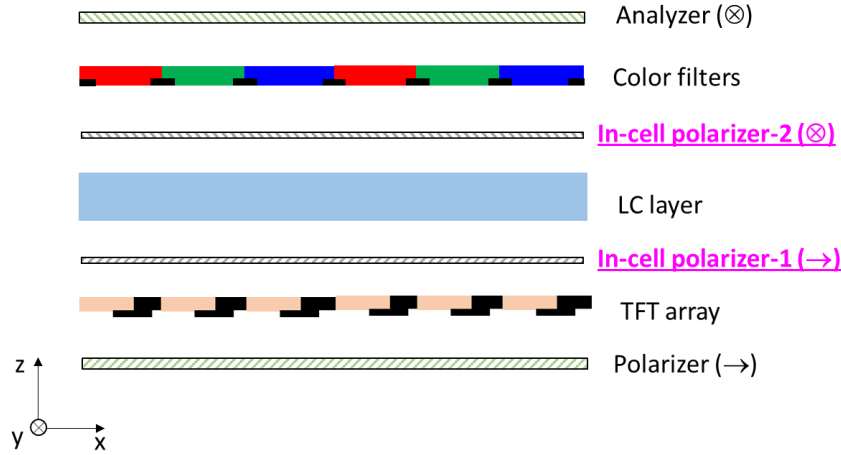 Analyzer (⊗)
Color filters
In-cell polarizer-2 (⊗)
LC layer
In-cell polarizer-1 (→)
TFT array
Polarizer (→)
z
y
x